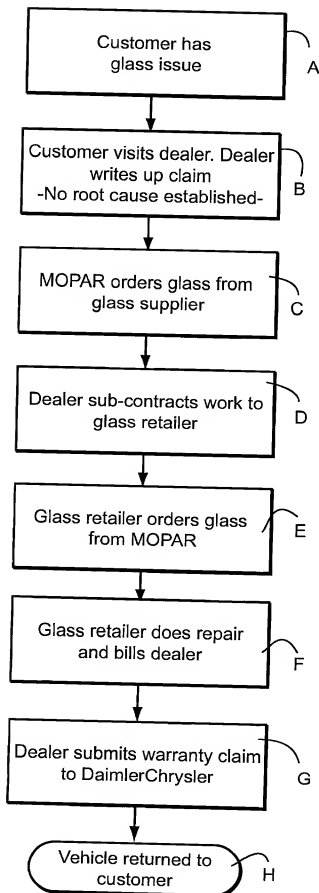 Customer has
glass issue
A
Customer visits dealer. Dealer
writes up claim
-No root cause established-
B
MOPAR orders glass from
glass supplier
C
Dealer sub-contracts work to
glass retailer
D
Glass retailer orders glass
from MOPAR
E
Glass retailer does repair
and bills dealer
F
Dealer submits warranty claim
to DaimlerChrysler
G
Vehicle returned to
customer
H